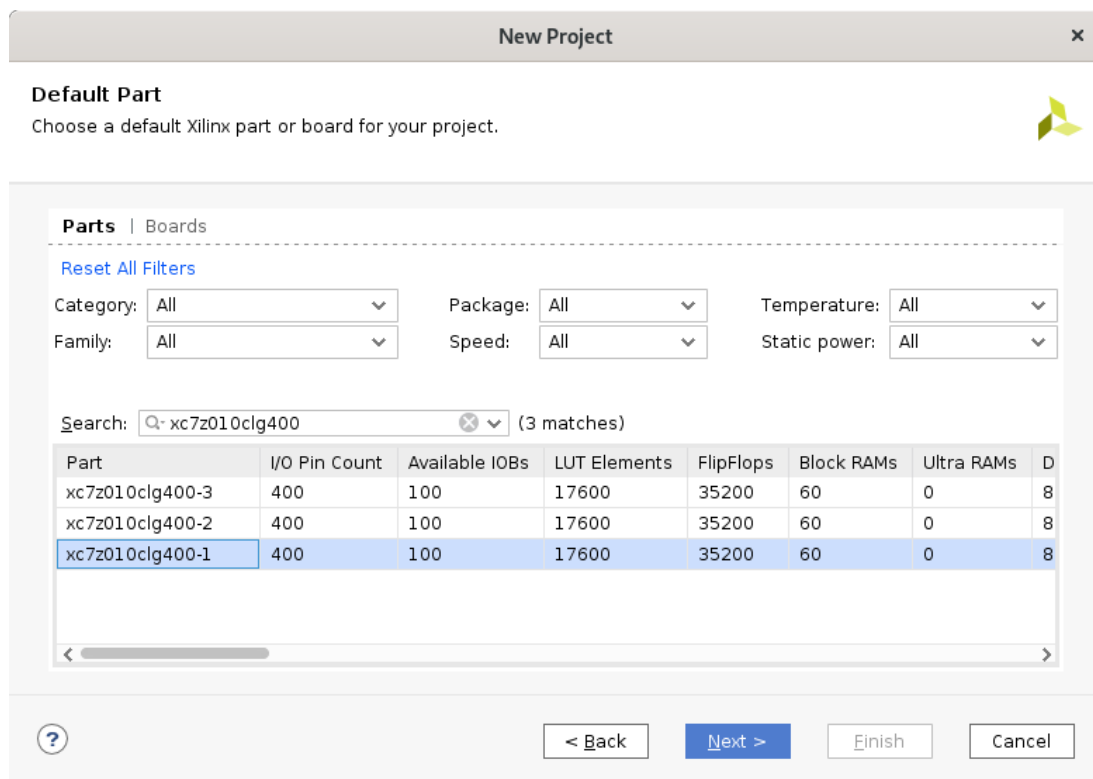 New Project ×
Default Part
Choose a default Xilinx part or board for your project.
Parts | Boards
Reset All Filters
Category: All Package: All Temperature: All
Family: All Speed: All Static power: All
Search: xc7z010clg400 (3 matches)
Part I/O Pin Count Available IOBs LUT Elements FlipFlops Block RAMs Ultra RAMs D
xc7z010clg400-3 400 100 17600 35200 60 0 8
xc7z010clg400-2 400 100 17600 35200 60 0 8
xc7z010clg400-1 400 100 17600 35200 60 0 8
? < Back Next > Finish Cancel